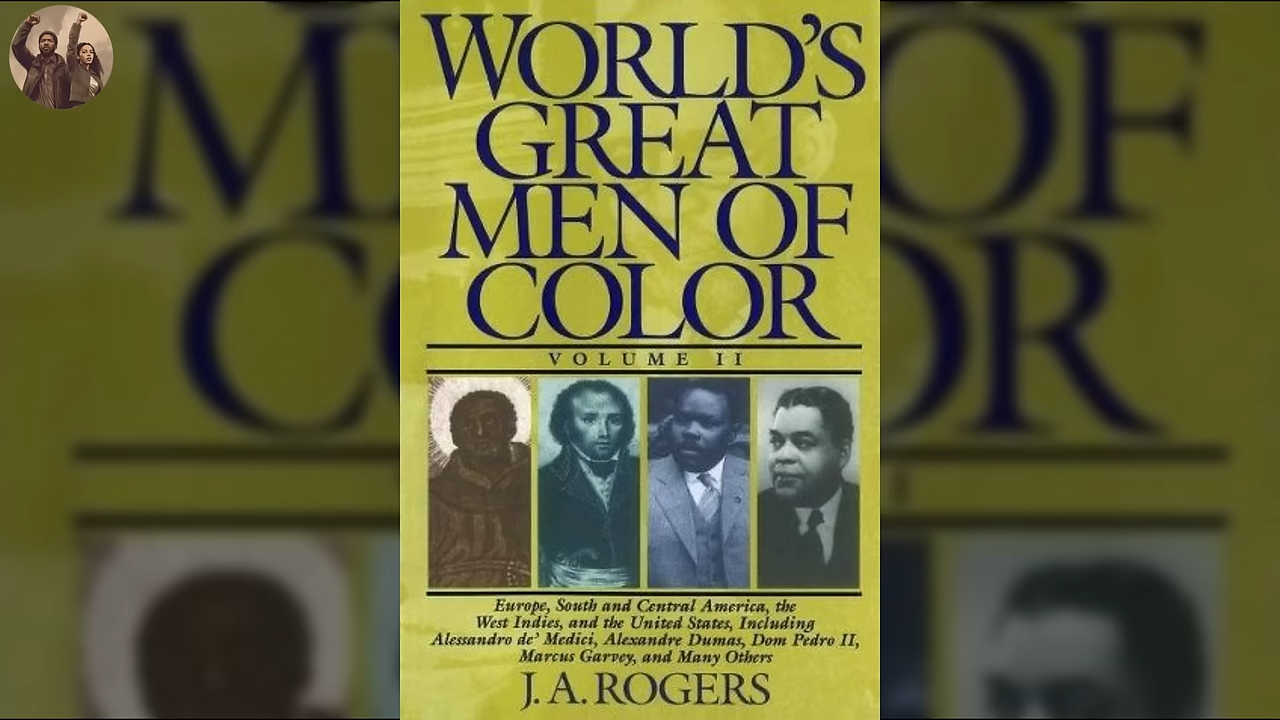 WORLD'S
GREAT
MEN OF
COLOR
VOLUME II
Europe, South and Central America, the
West Indies, and the United States, Including
Alessandro de' Medici, Alexandre Dumas, Dom Pedro II,
Marcus Garvey, and Many Others
J. A. ROGERS